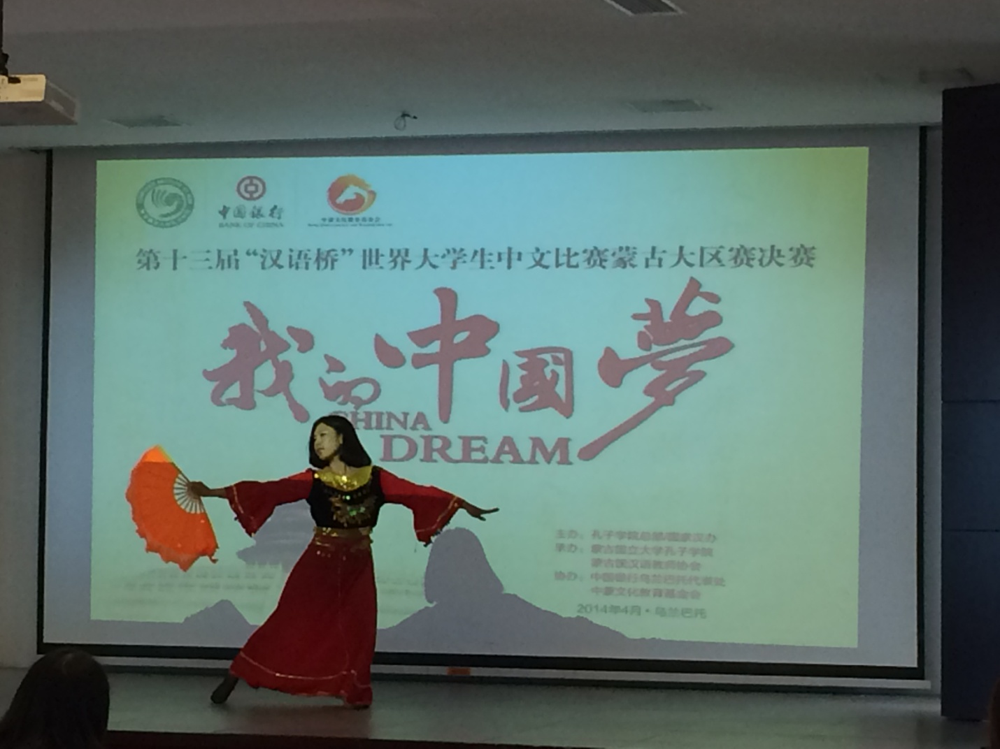 中国银行
BANK OF CHINA
第十三届“汉语桥”世界大学生中文比赛蒙古大区赛决赛
我的中國夢
CHINA
DREAM
主办：孔子学院总部/国家汉办
承办：蒙古国立大学孔子学院
蒙古国汉语教师协会
协办：中国银行乌兰巴托代表处
中蒙文化教育基金会
2014年4月·乌兰巴托